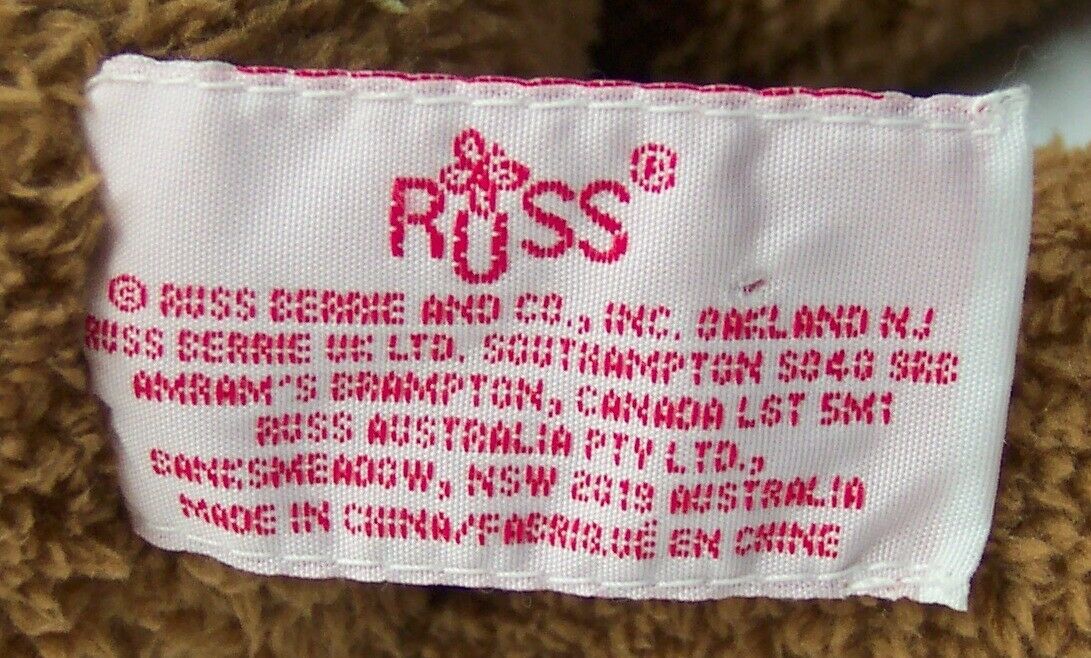 RUSS®
© RUSS BERRIE AND CO., INC. OAKLAND NJ
RUSS BERRIE UK LTD. SOUTHAMPTON SO40 SRB
AMRAM'S BRAMPTON, CANADA L6T 5M1
RUSS AUSTRALIA PTY LTD.,
BANKSMEADOW, NSW 2019 AUSTRALIA
MADE IN CHINA/FABRIQUÉ EN CHINE